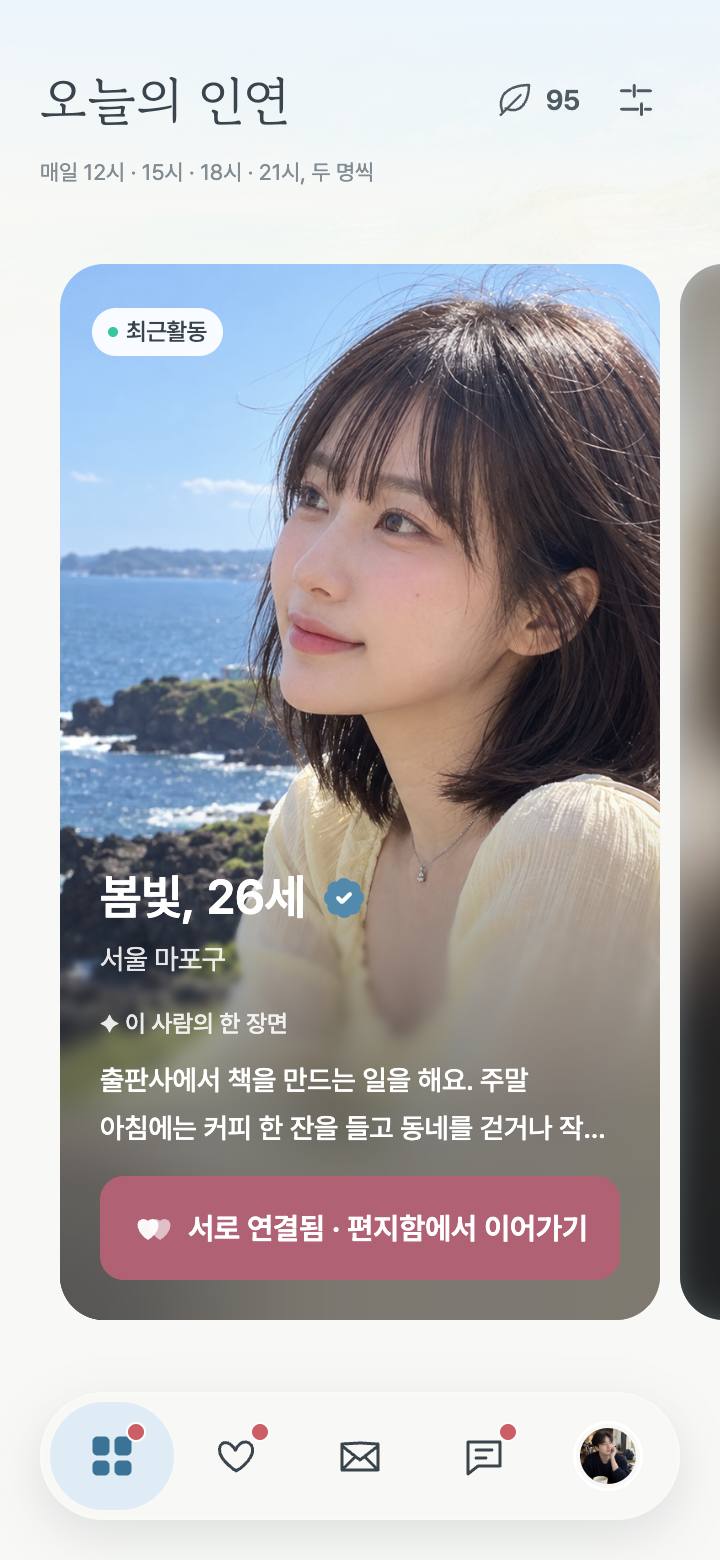 오늘의 인연
95
매일 12시 · 15시 · 18시 · 21시, 두 명씩
최근활동
봄빛, 26세
서울 마포구
✦ 이 사람의 한 장면
출판사에서 책을 만드는 일을 해요. 주말
아침에는 커피 한 잔을 들고 동네를 걷거나 작...
서로 연결됨 · 편지함에서 이어가기